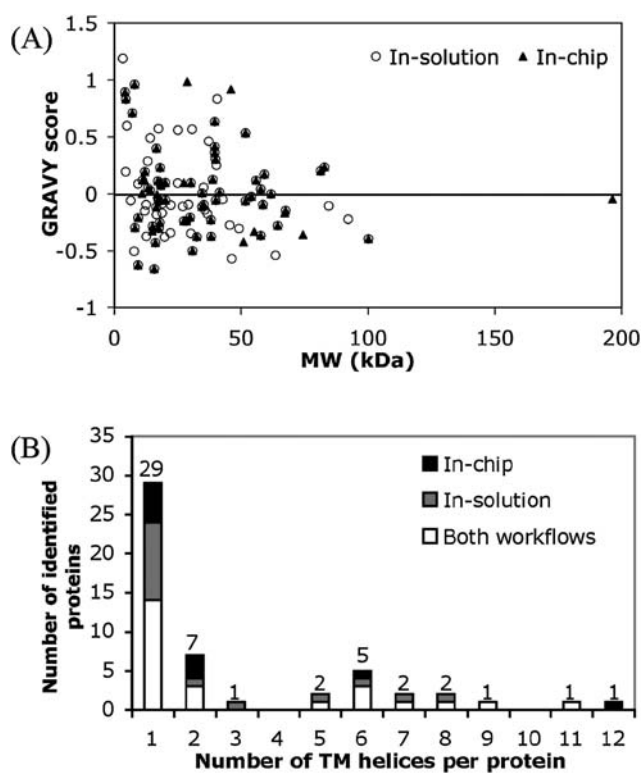 (A)
1.5
1
0.5
0
-0.5
-1
GRAVY score
In-solution In-chip
0 50 100 150 200
MW (kDa)
(B)
35
30
25
20
15
10
5
0
Number of identified
proteins
In-chip
In-solution
Both workflows
29
7
1
2
5
2
2
1
1
1
1 2 3 4 5 6 7 8 9 10 11 12
Number of TM helices per protein